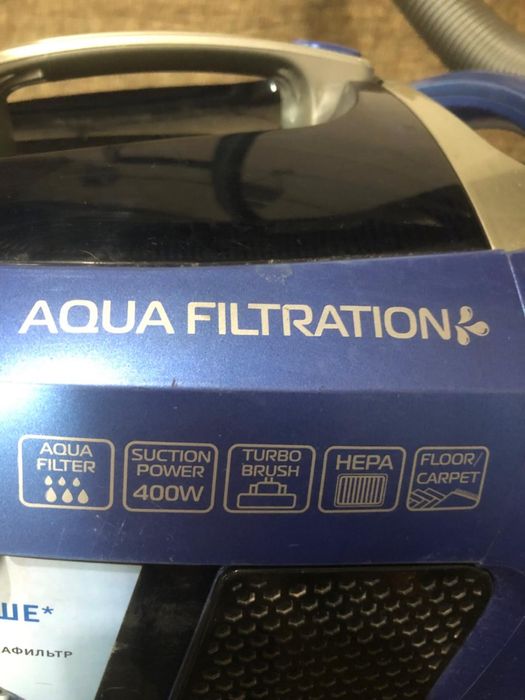 AQUA FILTRATION
AQUA
FILTER
SUCTION
POWER
400W
TURBO
BRUSH
HEPA
FLOOR/
CARPET
ШЕ*
АФИЛЬТР